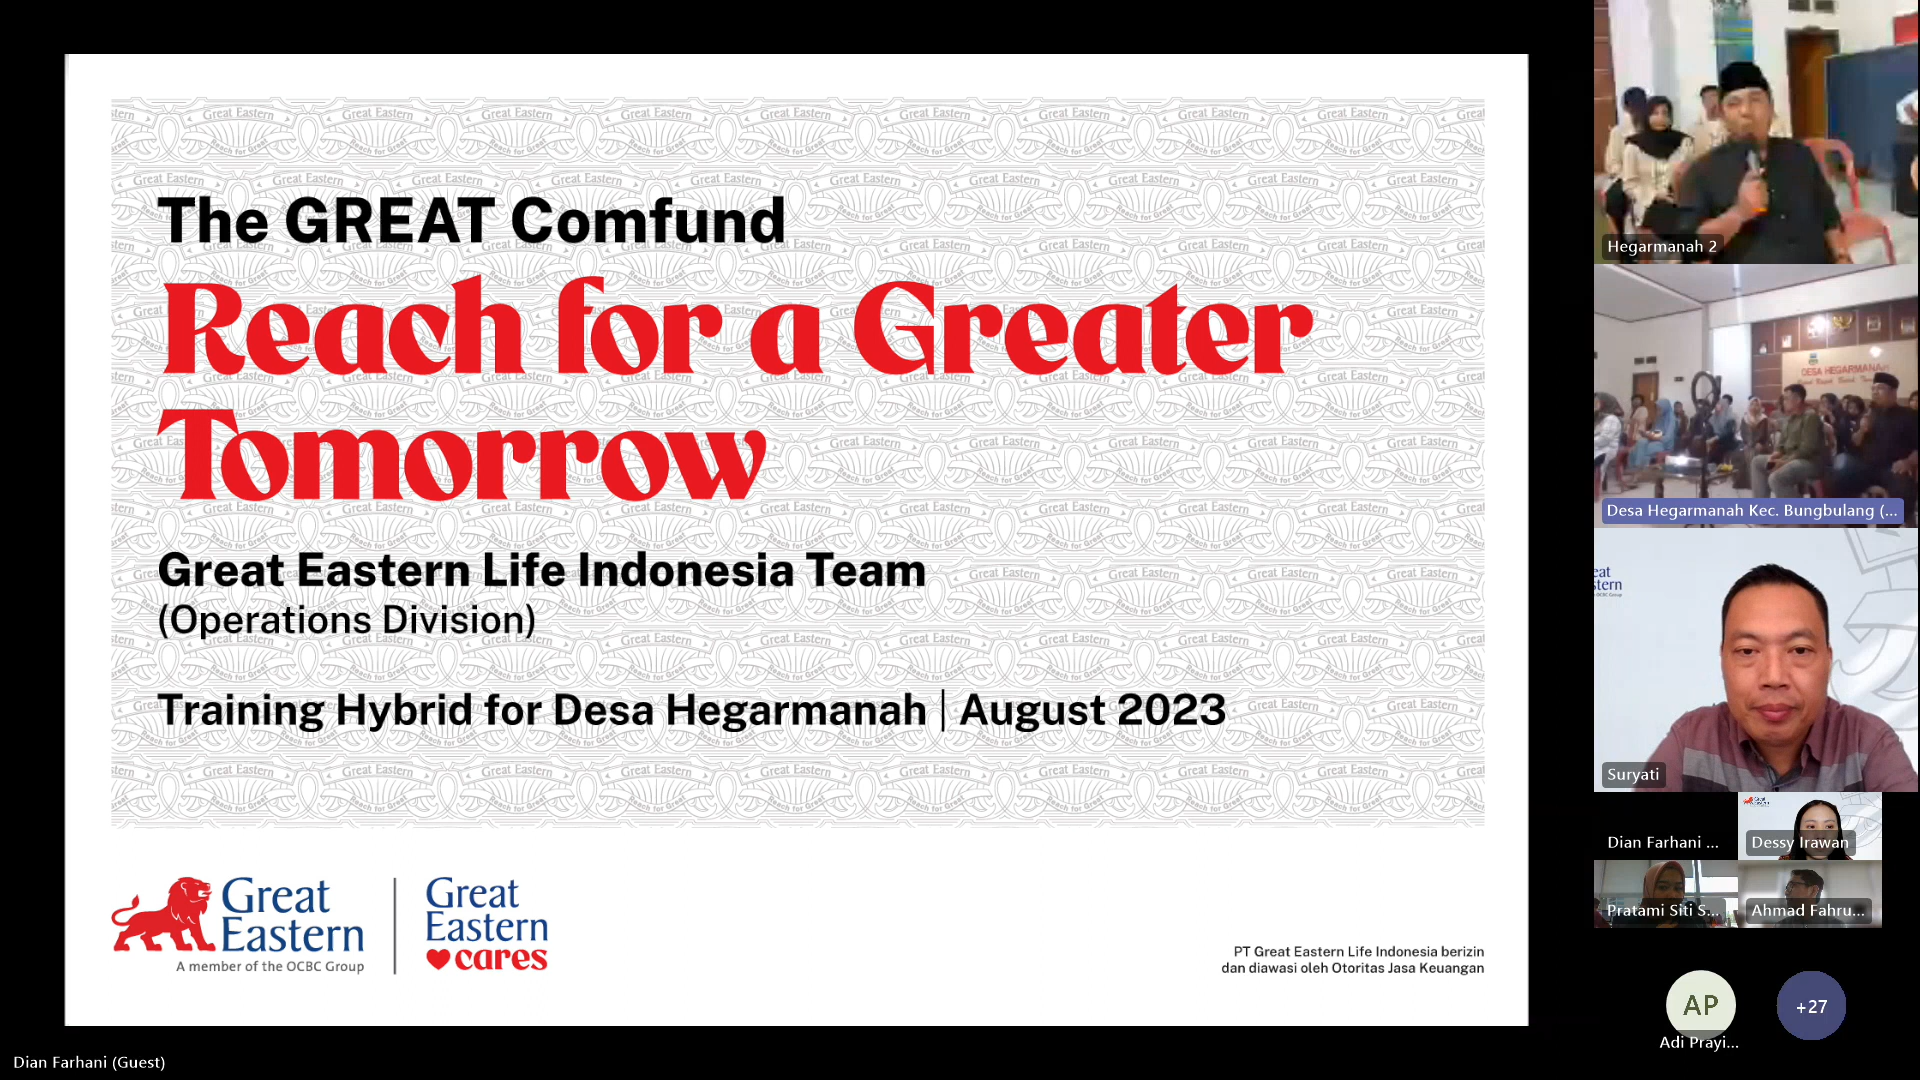 The GREAT Comfund
Reach for a Greater
Tomorrow
Great Eastern Life Indonesia Team
(Operations Division)
Training Hybrid for Desa Hegarmanah | August 2023
Great
Eastern
A member of the OCBC Group
Great
Eastern
cares
PT Great Eastern Life Indonesia berizin
dan diawasi oleh Otoritas Jasa Keuangan
Dian Farhani (Guest)
Hegarmanah 2
DESA HEGARMANAH
Desa Hegarmanah Kec. Bungbulang (...
Suryati
Dian Farhani ...
Dessy Irawan
Pratami Siti S...
Ahmad Fahru...
AP
Adi Prayi...
+27